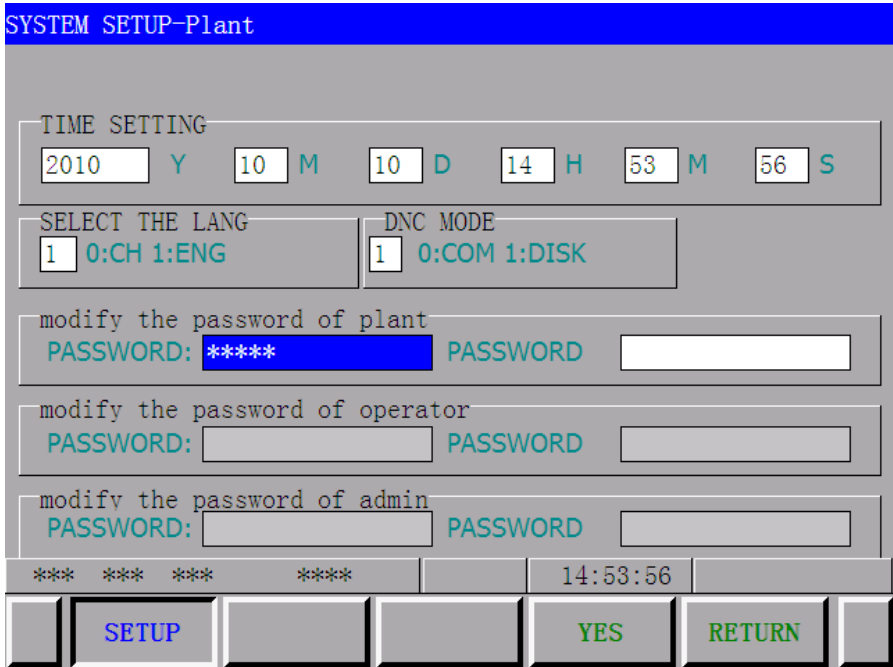 SYSTEM SETUP-Plant
TIME SETTING
2010 Y 10 M 10 D 14 H 53 M 56 S
SELECT THE LANG DNC MODE
1 0:CH 1:ENG 1 0:COM 1:DISK
modify the password of plant
PASSWORD: ***** PASSWORD
modify the password of operator
PASSWORD: PASSWORD
modify the password of admin
PASSWORD: PASSWORD
*** *** *** **** 14:53:56
SETUP YES RETURN